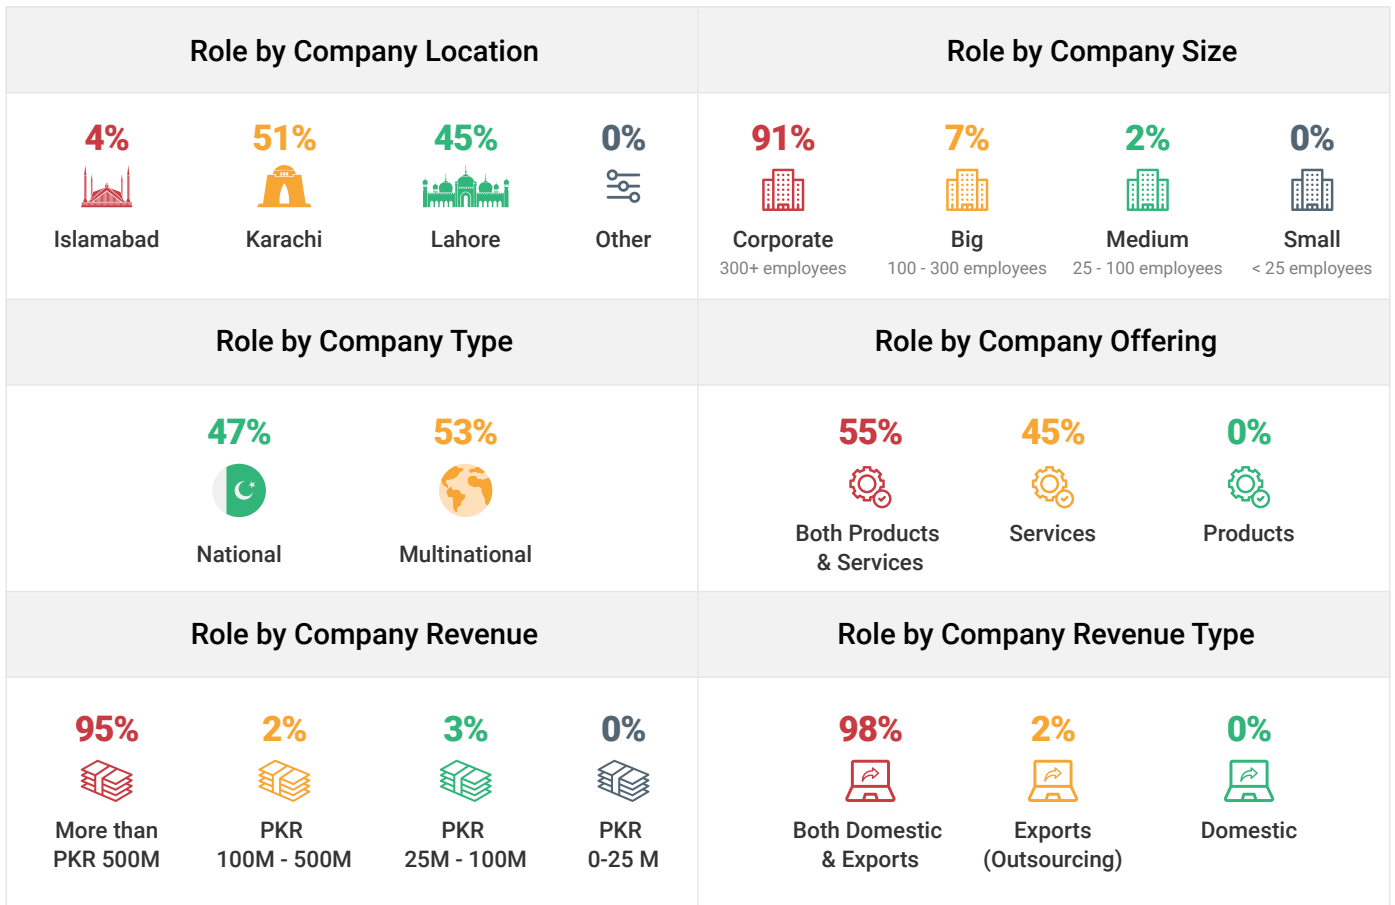 Role by Company Location
Role by Company Size
4%
51%
45%
0%
Islamabad
Karachi
Lahore
Other
91%
7%
2%
0%
Corporate
Big
Medium
Small
300+ employees
100 - 300 employees
25 - 100 employees
< 25 employees
Role by Company Type
Role by Company Offering
47%
53%
National
Multinational
55%
45%
0%
Both Products
& Services
Services
Products
Role by Company Revenue
Role by Company Revenue Type
95%
2%
3%
0%
More than
PKR 500M
PKR
100M - 500M
PKR
25M - 100M
PKR
0-25 M
98%
2%
0%
Both Domestic
& Exports
Exports
(Outsourcing)
Domestic